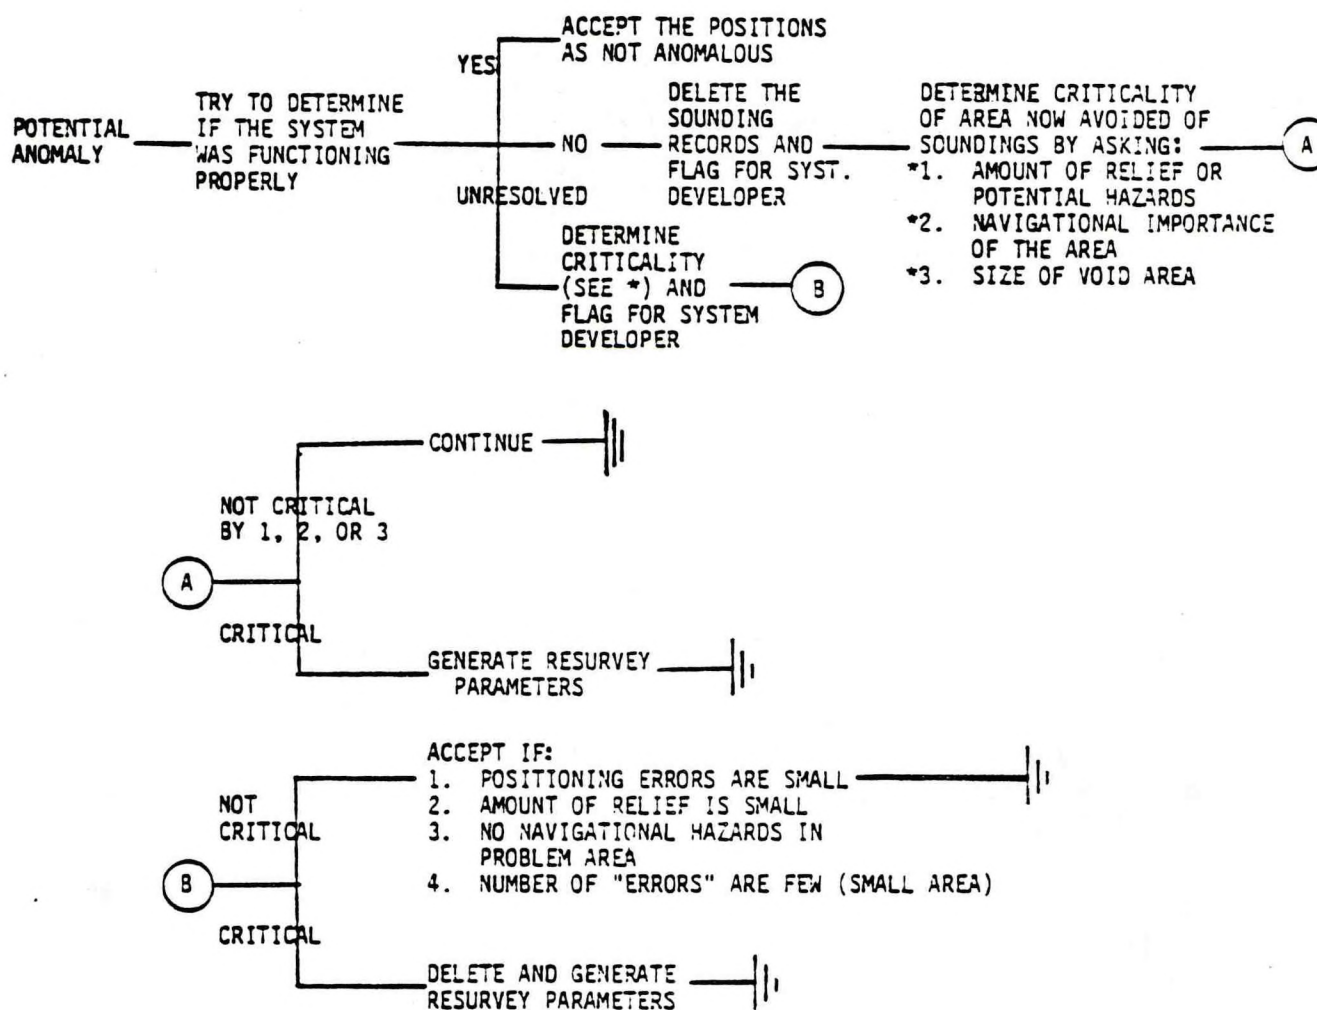 POTENTIAL
ANOMALY
TRY TO DETERMINE
IF THE SYSTEM
WAS FUNCTIONING
PROPERLY
YES
ACCEPT THE POSITIONS
AS NOT ANOMALOUS
NO
DELETE THE
SOUNDING
RECORDS AND
FLAG FOR SYST.
DEVELOPER
DETERMINE CRITICALITY
OF AREA NOW AVOIDED OF
SOUNDINGS BY ASKING:
*1. AMOUNT OF RELIEF OR
POTENTIAL HAZARDS
*2. NAVIGATIONAL IMPORTANCE
OF THE AREA
*3. SIZE OF VOID AREA
A
UNRESOLVED
DETERMINE
CRITICALITY
(SEE *) AND
FLAG FOR SYSTEM
DEVELOPER
B
CONTINUE
NOT CRITICAL
BY 1, 2, OR 3
A
CRITICAL
GENERATE RESURVEY
PARAMETERS
ACCEPT IF:
1. POSITIONING ERRORS ARE SMALL
2. AMOUNT OF RELIEF IS SMALL
3. NO NAVIGATIONAL HAZARDS IN
PROBLEM AREA
4. NUMBER OF "ERRORS" ARE FEW (SMALL AREA)
NOT
CRITICAL
B
CRITICAL
DELETE AND GENERATE
RESURVEY PARAMETERS